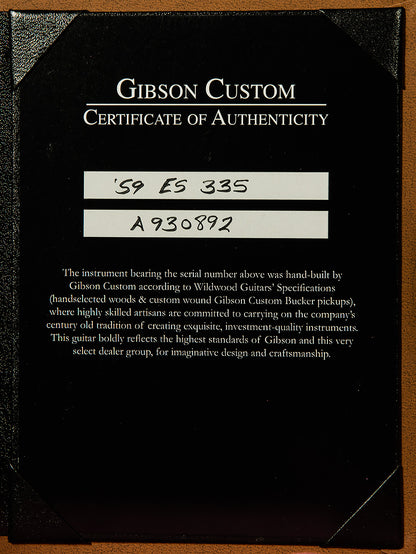 GIBSON CUSTOM
CERTIFICATE OF AUTHENTICITY
'59 ES 335
A930892
The instrument bearing the serial number above was hand-built by
Gibson Custom according to Wildwood Guitars' Specifications
(handselected woods & custom wound Gibson Custom Bucker pickups),
where highly skilled artisans are committed to carrying on the company's
century old tradition of creating exquisite, investment-quality instruments.
This guitar boldly reflects the highest standards of Gibson and this very
select dealer group, for imaginative design and craftsmanship.